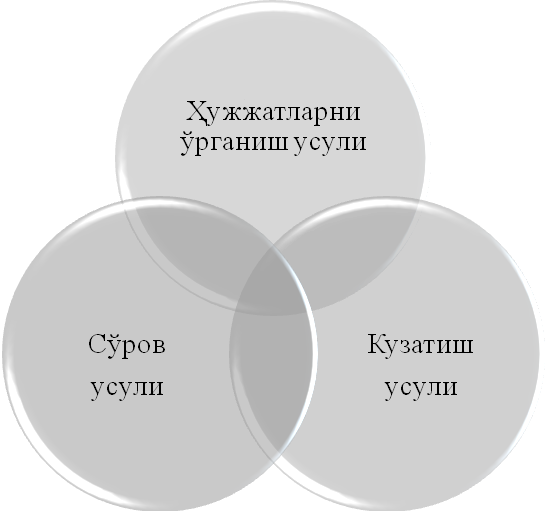 Ҳужжатларни
ўрганиш усули
Сўров
усули
Кузатиш
усули